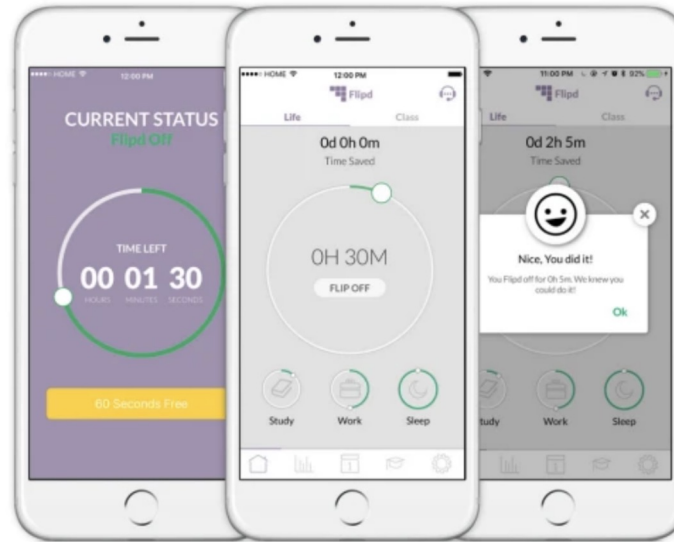 HOME
12:00 PM
CURRENT STATUS
Flipd Off
TIME LEFT
00 01 30
HOURS MINUTES SECONDS
60 Seconds Free
HOME
12:00 PM
Flipd
Life Class
0d 0h 0m
Time Saved
0H 30M
FLIP OFF
Study Work Sleep
1
11:00 PM 92%
Flipd
Life Class
0d 2h 5m
Time Saved
Nice, You did it!
You Flipd off for 0h 5m. We knew you
could do it!
Ok
tudy Work Sleep
1